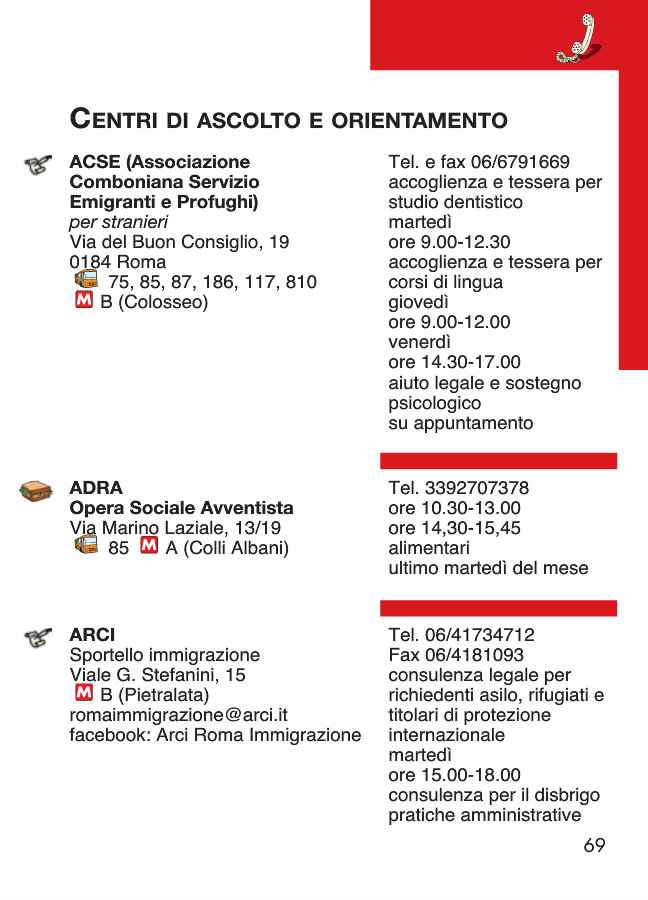 CENTRI DI ASCOLTO E ORIENTAMENTO
ACSE (Associazione
Comboniana Servizio
Emigranti e Profughi)
per stranieri
Via del Buon Consiglio, 19
0184 Roma
75, 85, 87, 186, 117, 810
M B (Colosseo)
Tel. e fax 06/6791669
accoglienza e tessera per
studio dentistico
martedì
ore 9.00-12.30
accoglienza e tessera per
corsi di lingua
giovedì
ore 9.00-12.00
venerdì
ore 14.30-17.00
aiuto legale e sostegno
psicologico
su appuntamento
ADRA
Opera Sociale Avventista
Via Marino Laziale, 13/19
85 M A (Colli Albani)
Tel. 3392707378
ore 10.30-13.00
ore 14,30-15,45
alimentari
ultimo martedì del mese
ARCI
Sportello immigrazione
Viale G. Stefanini, 15
M B (Pietralata)
romaimmigrazione@arci.it
facebook: Arci Roma Immigrazione
Tel. 06/41734712
Fax 06/4181093
consulenza legale per
richiedenti asilo, rifugiati e
titolari di protezione
internazionale
martedì
ore 15.00-18.00
consulenza per il disbrigo
pratiche amministrative
69